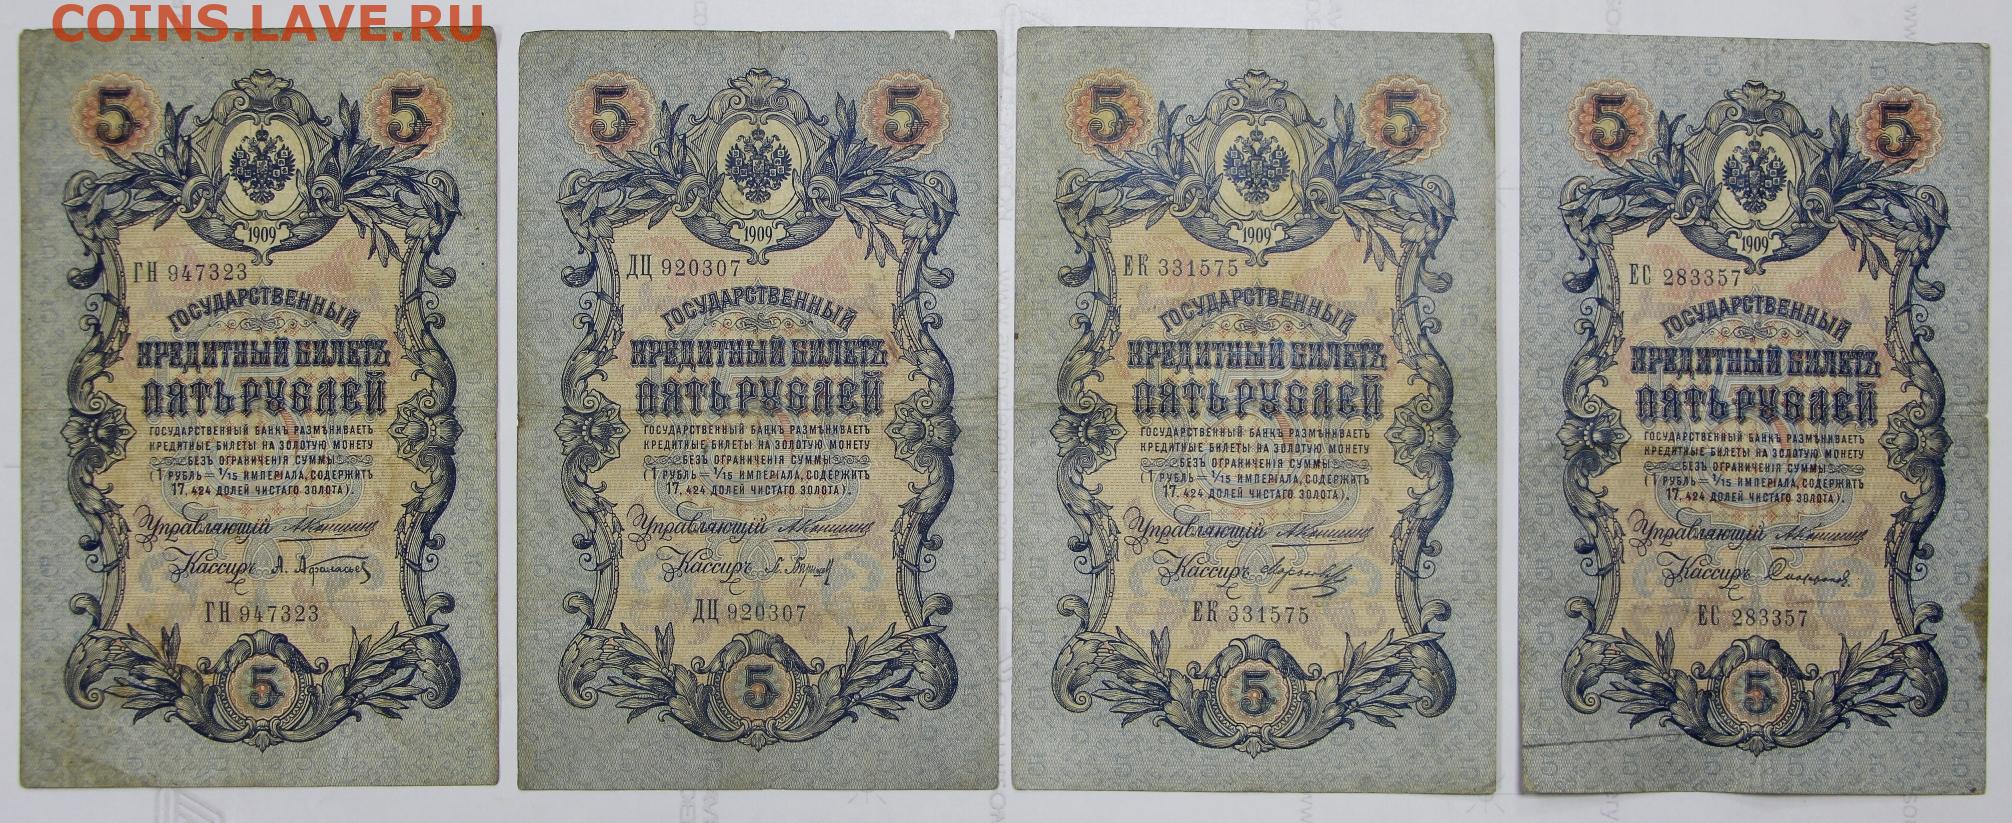 COINS.LAVE.RU
5 5
1909
ГН 947323
ГОСУДАРСТВЕННЫЙ
КРЕДИТНЫЙ БИЛЕТЪ
ПЯТЬ РУБЛЕЙ
ГОСУДАРСТВЕННЫЙ БАНКЪ РАЗМѢНИВАЕТЪ
КРЕДИТНЫЕ БИЛЕТЫ НА ЗОЛОТУЮ МОНЕТУ
БЕЗЪ ОГРАНИЧЕНІЯ СУММЫ
(1 РУБЛЬ = 1/15 ИМПЕРІАЛА, СОДЕРЖИТЪ
17,424 ДОЛЕЙ ЧИСТАГО ЗОЛОТА).
Управляющій АКоншинъ
Кассиръ А. Афанасьев
ГН 947323
5
5 5
1909
ДЦ 920307
ГОСУДАРСТВЕННЫЙ
КРЕДИТНЫЙ БИЛЕТЪ
ПЯТЬ РУБЛЕЙ
ГОСУДАРСТВЕННЫЙ БАНКЪ РАЗМѢНИВАЕТЪ
КРЕДИТНЫЕ БИЛЕТЫ НА ЗОЛОТУЮ МОНЕТУ
БЕЗЪ ОГРАНИЧЕНІЯ СУММЫ
(1 РУБЛЬ = 1/15 ИМПЕРІАЛА, СОДЕРЖИТЪ
17,424 ДОЛЕЙ ЧИСТАГО ЗОЛОТА).
Управляющій АКоншинъ
Кассиръ
ДЦ 920307
5
5 5
1909
ЕК 331575
ГОСУДАРСТВЕННЫЙ
КРЕДИТНЫЙ БИЛЕТЪ
ПЯТЬ РУБЛЕЙ
ГОСУДАРСТВЕННЫЙ БАНКЪ РАЗМѢНИВАЕТЪ
КРЕДИТНЫЕ БИЛЕТЫ НА ЗОЛОТУЮ МОНЕТУ
БЕЗЪ ОГРАНИЧЕНІЯ СУММЫ
(1 РУБЛЬ = 1/15 ИМПЕРІАЛА, СОДЕРЖИТЪ
17,424 ДОЛЕЙ ЧИСТАГО ЗОЛОТА).
Управляющій АКоншинъ
Кассиръ
ЕК 331575
5
5 5
1909
ЕС 283357
ГОСУДАРСТВЕННЫЙ
КРЕДИТНЫЙ БИЛЕТЪ
ПЯТЬ РУБЛЕЙ
ГОСУДАРСТВЕННЫЙ БАНКЪ РАЗМѢНИВАЕТЪ
КРЕДИТНЫЕ БИЛЕТЫ НА ЗОЛОТУЮ МОНЕТУ
БЕЗЪ ОГРАНИЧЕНІЯ СУММЫ
(1 РУБЛЬ = 1/15 ИМПЕРІАЛА, СОДЕРЖИТЪ
17,424 ДОЛЕЙ ЧИСТАГО ЗОЛОТА).
Управляющій АКоншинъ
Кассиръ
ЕС 283357
5